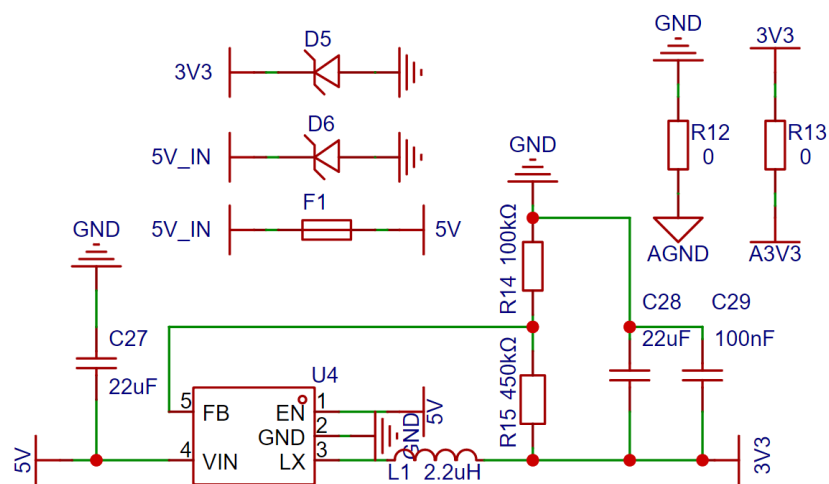 D5
3V3
D6
5V_IN
F1
5V_IN
5V
GND
R12
0
AGND
3V3
R13
0
A3V3
GND
R14 100kΩ
R15 450kΩ
C28
22uF
C29
100nF
GND
C27
22uF
U4
5
FB
EN
1
GND
2
4
VIN
LX
3
5V
GND
5V
L1
2.2uH
3V3